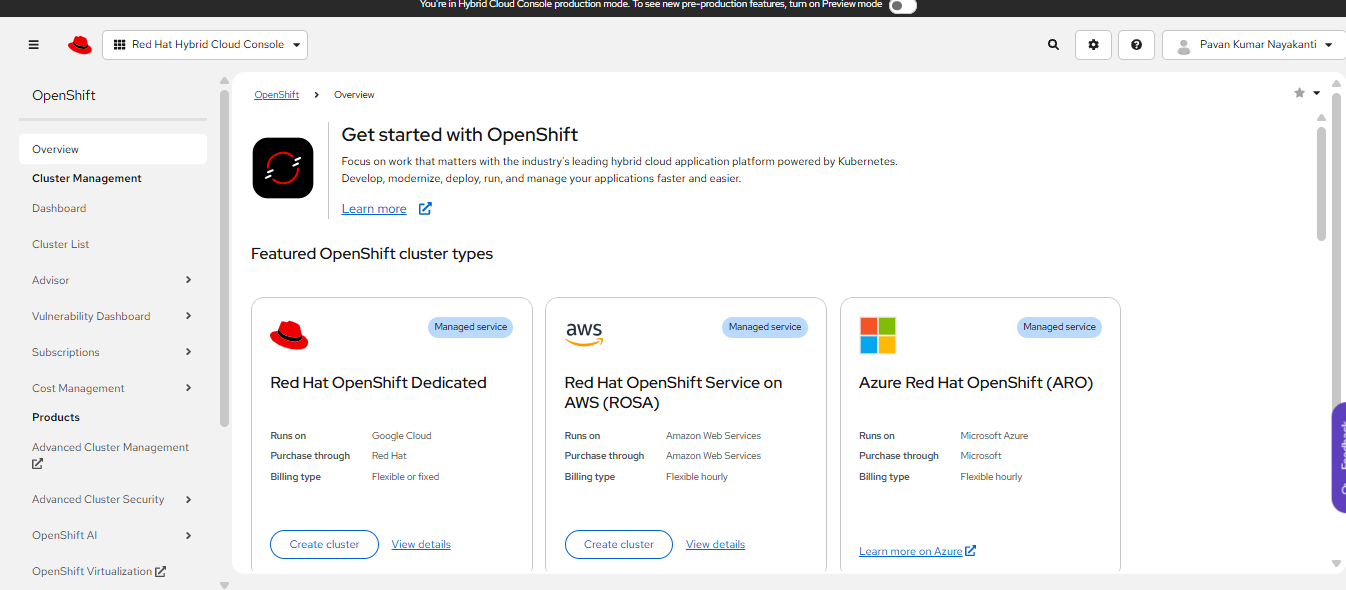 You're in Hybrid Cloud Console production mode. To see new pre-production features, turn on Preview mode
Red Hat Hybrid Cloud Console
Pavan Kumar Nayakanti
OpenShift
Overview
Cluster Management
Dashboard
Cluster List
Advisor
Vulnerability Dashboard
Subscriptions
Cost Management
Products
Advanced Cluster Management
Advanced Cluster Security
OpenShift AI
OpenShift Virtualization
OpenShift > Overview
Get started with OpenShift
Focus on work that matters with the industry's leading hybrid cloud application platform powered by Kubernetes.
Develop, modernize, deploy, run, and manage your applications faster and easier.
Learn more
Featured OpenShift cluster types
Managed service
Red Hat OpenShift Dedicated
Runs on Google Cloud
Purchase through Red Hat
Billing type Flexible or fixed
Create cluster View details
aws
Managed service
Red Hat OpenShift Service on
AWS (ROSA)
Runs on Amazon Web Services
Purchase through Amazon Web Services
Billing type Flexible hourly
Create cluster View details
Managed service
Azure Red Hat OpenShift (ARO)
Runs on Microsoft Azure
Purchase through Microsoft
Billing type Flexible hourly
Learn more on Azure